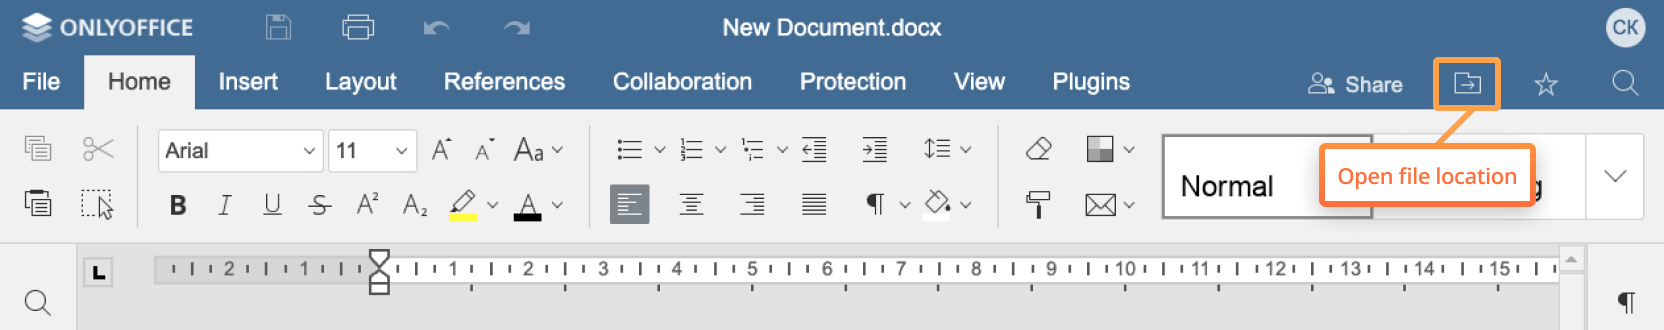 ONLYOFFICE
New Document.docx
CK
File Home Insert Layout References Collaboration Protection View Plugins Share
Arial 11 Aa
B I U S A² A₂ A
Normal
Open file location
g
L
2 1 1 2 3 4 5 6 7 8 9 10 11 12 13 14 15